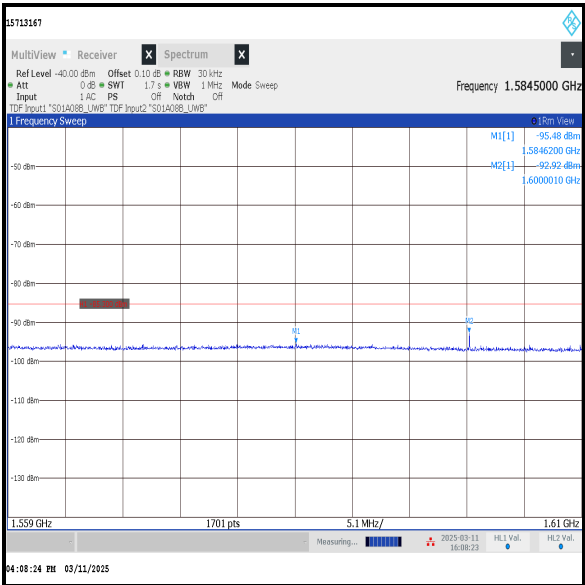 15713167
MultiView Receiver X Spectrum X
Ref Level -40.00 dBm Offset 0.10 dB RBW 30 kHz
Att 0 dB SWT 1.7 s VBW 1 MHz Mode Sweep Frequency 1.5845000 GHz
Input 1 AC PS Off Notch Off
TDF Input1 "S01A08B_UWB" TDF Input2 "S01A08B_UWB"
1 Frequency Sweep 1Rm View
M1[1] -95.48 dBm
1.5846200 GHz
M2[1] -92.92 dBm
1.6000010 GHz
-50 dBm
-60 dBm
-70 dBm
-80 dBm
-90 dBm
M1
M2
-100 dBm
-110 dBm
-120 dBm
-130 dBm
1.559 GHz 1701 pts 5.1 MHz/ 1.61 GHz
Measuring... 2025-03-11 HL1 Val. HL2 Val.
16:08:23
04:08:24 PM 03/11/2025